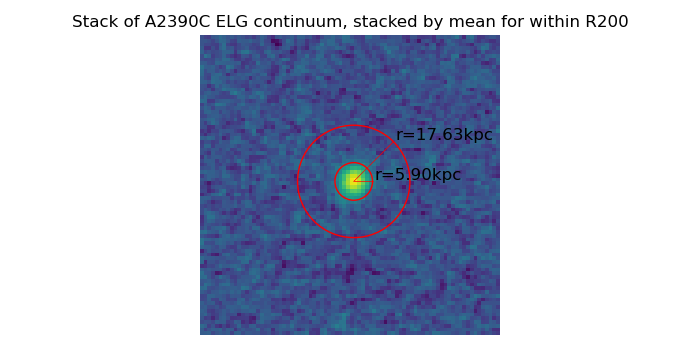 Stack of A2390C ELG continuum, stacked by mean for within R200
r=17.63kpc
r=5.90kpc